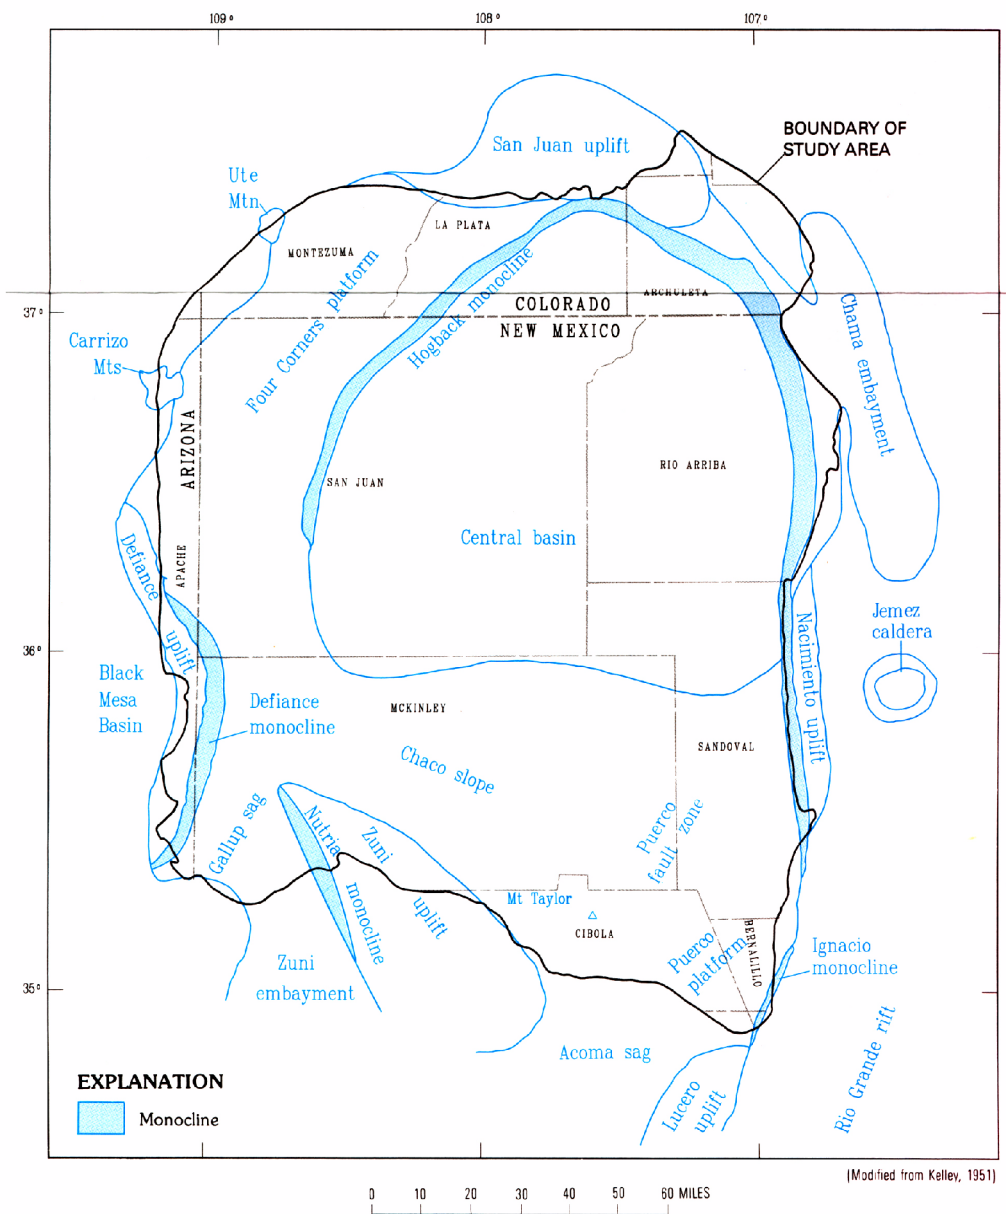 109°
108°
107°
BOUNDARY OF
STUDY AREA
San Juan uplift
Ute
Mtn
LA PLATA
MONTEZUMA
Four Corners platform
Hogback monocline
ARCHULETA
COLORADO
NEW MEXICO
37°
Chama embayment
Carrizo
Mts
ARIZONA
RIO ARRIBA
SAN JUAN
Central basin
Defiance
uplift
APACHE
Jemez
caldera
Nacimiento uplift
36°
Black
Mesa
Basin
Defiance
monocline
MCKINLEY
SANDOVAL
Chaco slope
Gallup sag
Nutria
monocline
Zuni
uplift
Puerco
fault zone
Mt Taylor
CIBOLA
Puerco
platform
BERNALILLO
Ignacio
monocline
Zuni
embayment
35°
Acoma sag
Lucero
uplift
Rio Grande rift
EXPLANATION
Monocline
(Modified from Kelley, 1951)
0 10 20 30 40 50 60 MILES